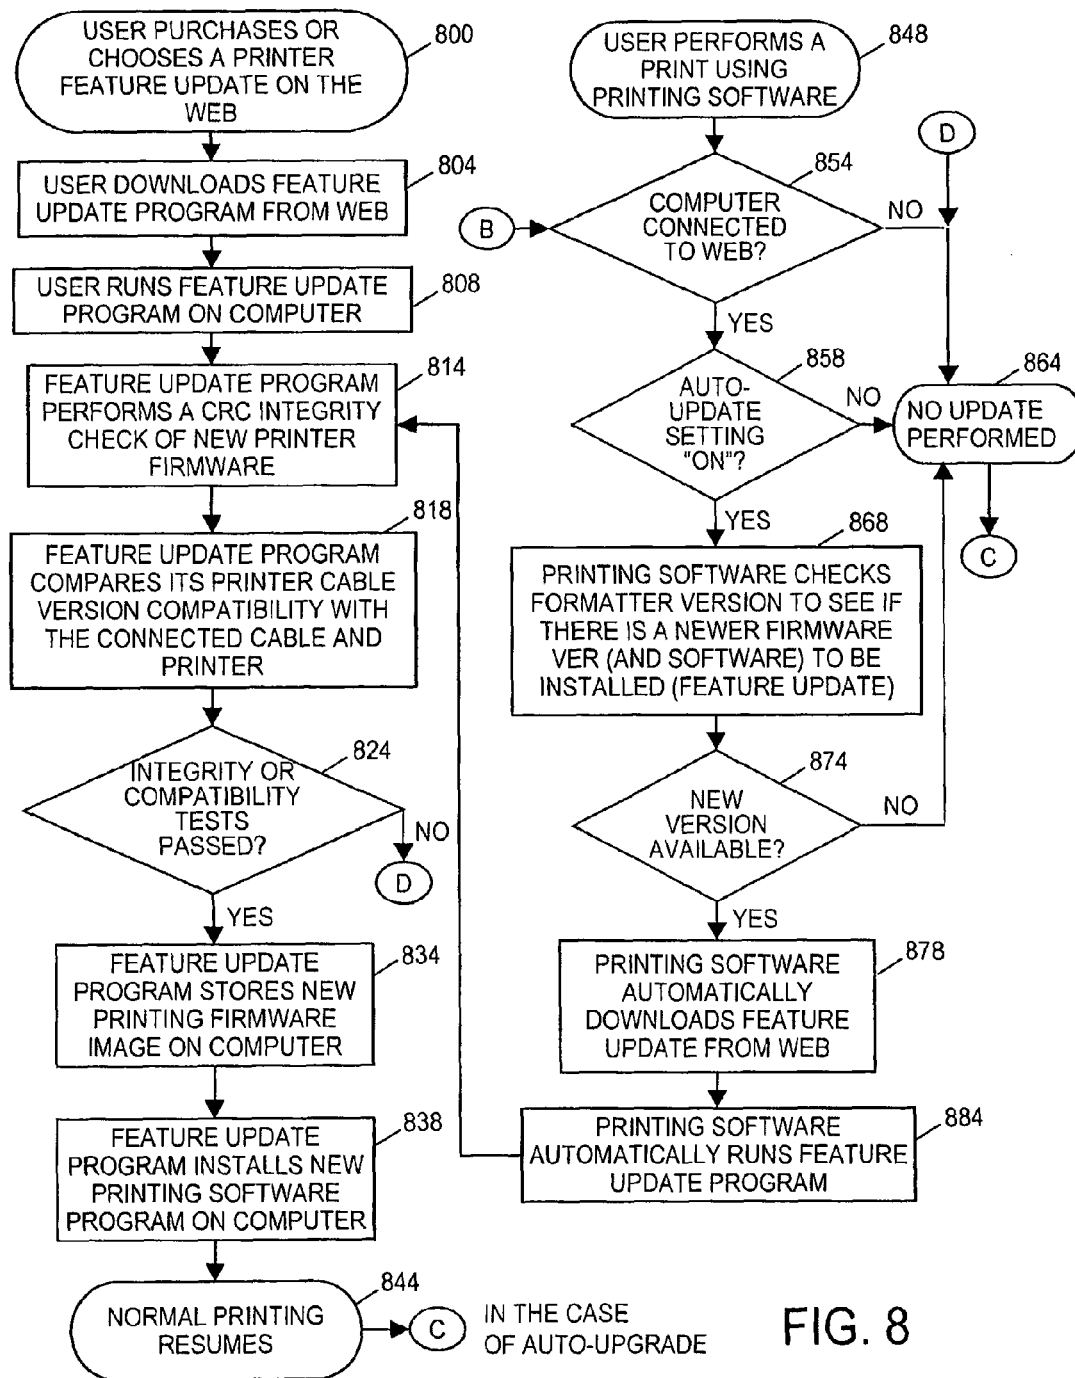 USER PURCHASES OR
CHOOSES A PRINTER
FEATURE UPDATE ON THE
WEB
800
USER DOWNLOADS FEATURE
UPDATE PROGRAM FROM WEB
804
USER RUNS FEATURE UPDATE
PROGRAM ON COMPUTER
808
FEATURE UPDATE PROGRAM
PERFORMS A CRC INTEGRITY
CHECK OF NEW PRINTER
FIRMWARE
814
818
FEATURE UPDATE PROGRAM
COMPARES ITS PRINTER CABLE
VERSION COMPATIBILITY WITH
THE CONNECTED CABLE AND
PRINTER
824
INTEGRITY OR
COMPATIBILITY
TESTS
PASSED?
NO
D
YES
FEATURE UPDATE
PROGRAM STORES NEW
PRINTING FIRMWARE
IMAGE ON COMPUTER
834
FEATURE UPDATE
PROGRAM INSTALLS NEW
PRINTING SOFTWARE
PROGRAM ON COMPUTER
838
844
NORMAL PRINTING
RESUMES
C
IN THE CASE
OF AUTO-UPGRADE
USER PERFORMS A
PRINT USING
PRINTING SOFTWARE
848
D
854
B
COMPUTER
CONNECTED
TO WEB?
NO
YES
858
AUTO-
UPDATE
SETTING
"ON"?
NO
864
NO UPDATE
PERFORMED
C
YES
868
PRINTING SOFTWARE CHECKS
FORMATTER VERSION TO SEE IF
THERE IS A NEWER FIRMWARE
VER (AND SOFTWARE) TO BE
INSTALLED (FEATURE UPDATE)
874
NEW
VERSION
AVAILABLE?
NO
YES
PRINTING SOFTWARE
AUTOMATICALLY
DOWNLOADS FEATURE
UPDATE FROM WEB
878
PRINTING SOFTWARE
AUTOMATICALLY RUNS FEATURE
UPDATE PROGRAM
884
FIG. 8